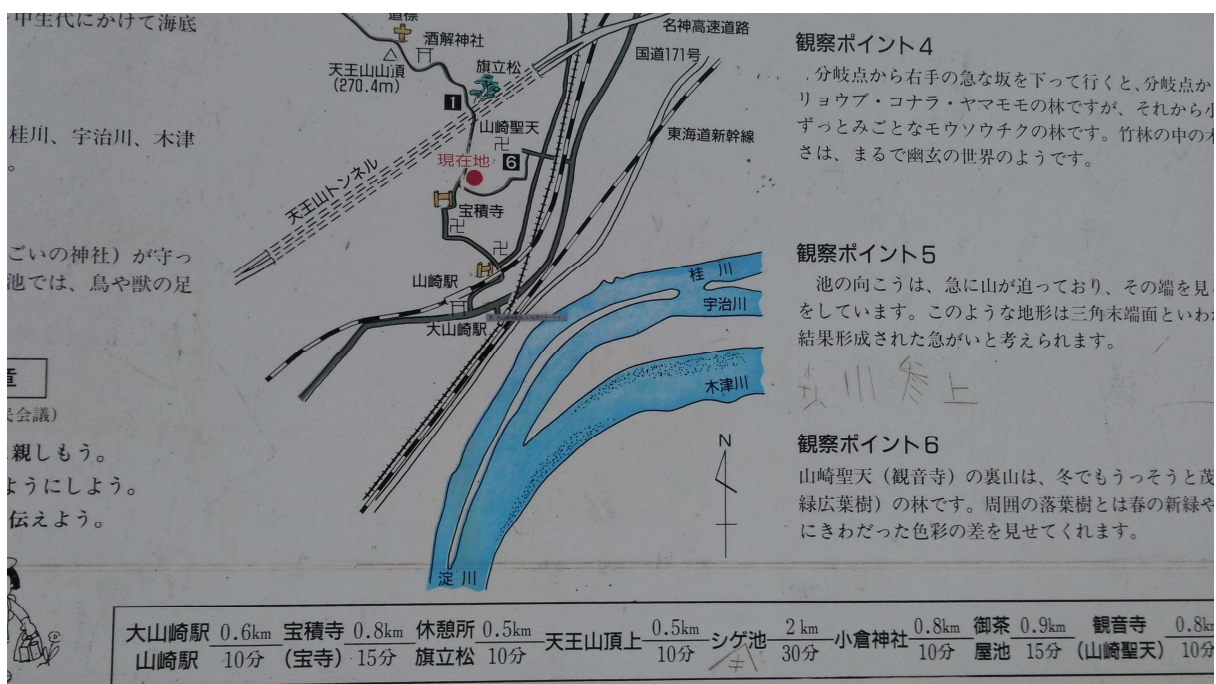 中生代にかけて海底
桂川、宇治川、木津
。
ごいの神社）が守っ
池では、鳥や獣の足
章
民会議）
親しもう。
ようにしよう。
伝えよう。
道標
酒解神社
天王山山頂
(270.4m)
旗立松
1
名神高速道路
国道171号
東海道新幹線
山崎聖天
6
現在地
天王山トンネル
宝積寺
山崎駅
大山崎駅
桂川
宇治川
木津川
淀川
N
観察ポイント4
分岐点から右手の急な坂を下って行くと、分岐点か
リョウブ・コナラ・ヤマモモの林ですが、それから小
ずっとみごとなモウソウチクの林です。竹林の中の木
さは、まるで幽玄の世界のようです。
観察ポイント5
池の向こうは、急に山が迫っており、その端を見
をしています。このような地形は三角末端面といわ
結果形成された急がいと考えられます。
川参上
観察ポイント6
山崎聖天（観音寺）の裏山は、冬でもうっそうと茂
緑広葉樹）の林です。周囲の落葉樹とは春の新緑や
にきわだった色彩の差を見せてくれます。
大山崎駅 山崎駅 0.6km 10分 宝積寺（宝寺） 0.8km 15分 休憩所 旗立松 0.5km 10分 天王山頂上 0.5km 10分 シゲ池 2km 30分 小倉神社 0.8km 10分 御茶屋池 0.9km 15分 観音寺（山崎聖天） 0.8km 10分